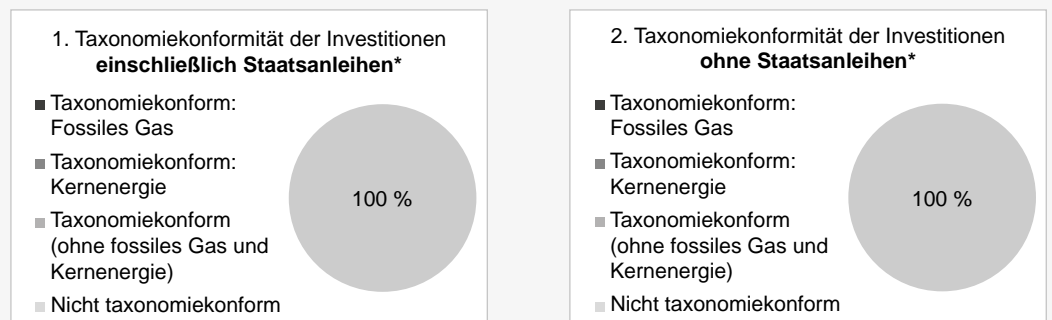 1. Taxonomiekonformität der Investitionen
einschließlich Staatsanleihen*
Taxonomiekonform:
Fossiles Gas
Taxonomiekonform:
Kernenergie
Taxonomiekonform
(ohne fossiles Gas und
Kernenergie)
Nicht taxonomiekonform
100 %
2. Taxonomiekonformität der Investitionen
ohne Staatsanleihen*
Taxonomiekonform:
Fossiles Gas
Taxonomiekonform:
Kernenergie
Taxonomiekonform
(ohne fossiles Gas und
Kernenergie)
Nicht taxonomiekonform
100 %